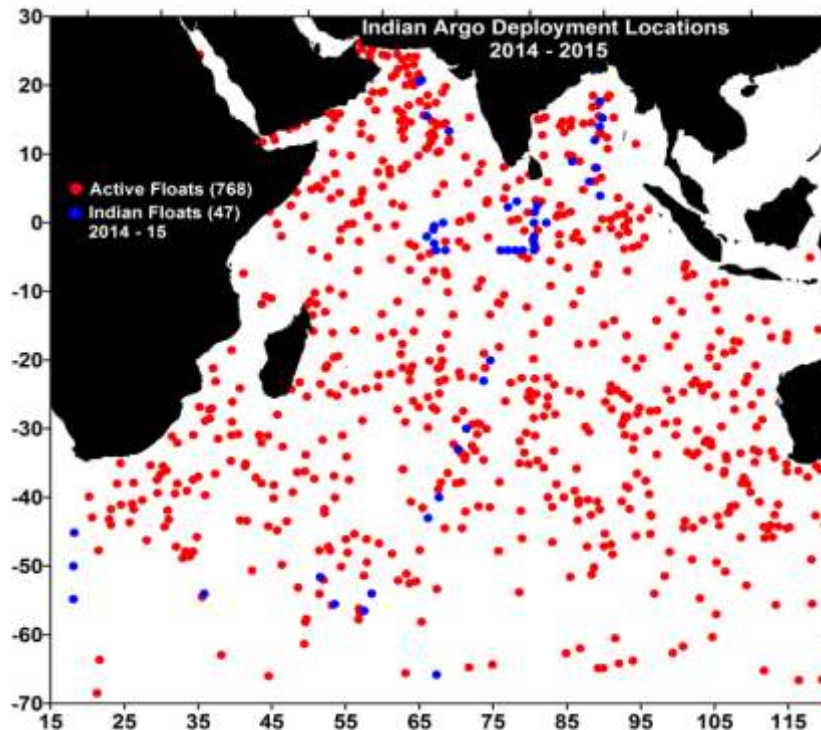 Indian Argo Deployment Locations
2014 - 2015
30
20
10
0
-10
-20
-30
-40
-50
-60
-70
Active Floats (768)
Indian Floats (47)
2014 - 15
15 25 35 45 55 65 75 85 95 105 115